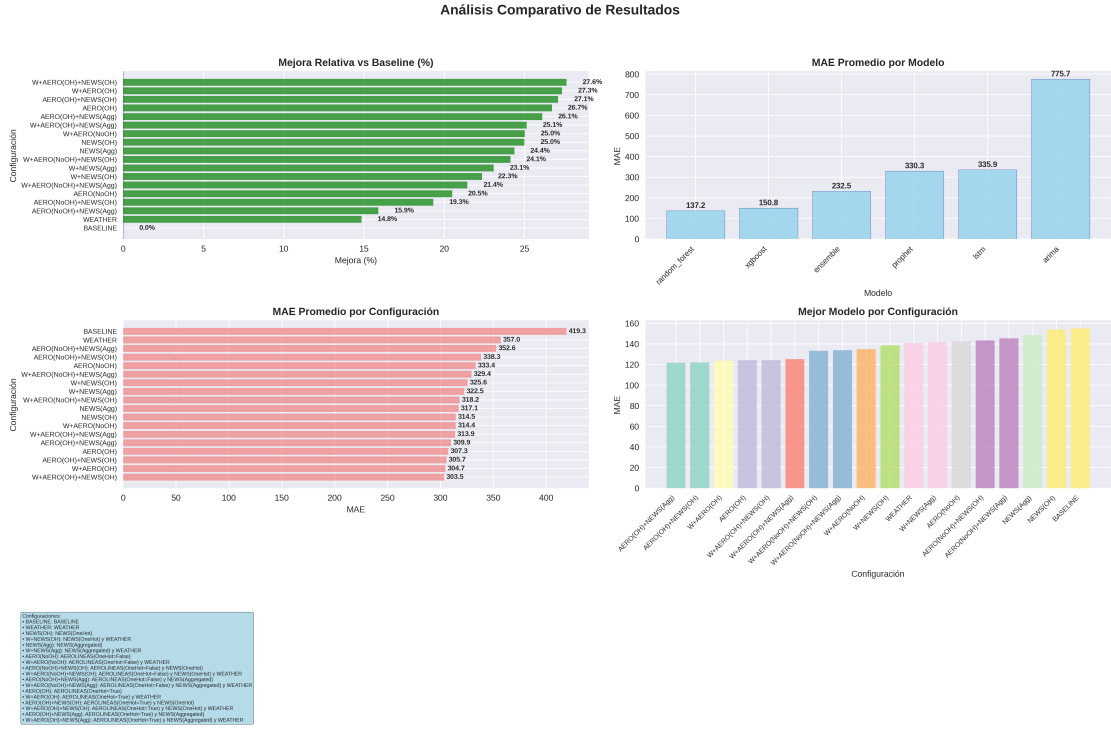 Análisis Comparativo de Resultados
Mejora Relativa vs Baseline (%)
Configuración
W+AERO(OH)+NEWS(OH) 27.6%
W+AERO(OH) 27.3%
AERO(OH)+NEWS(OH) 27.1%
AERO(OH) 26.7%
AERO(OH)+NEWS(Agg) 26.1%
W+AERO(OH)+NEWS(Agg) 25.1%
W+AERO(NoOH) 25.0%
NEWS(OH) 25.0%
NEWS(Agg) 24.4%
W+AERO(NoOH)+NEWS(OH) 24.1%
W+NEWS(Agg) 23.1%
W+NEWS(OH) 22.3%
W+AERO(NoOH)+NEWS(Agg) 21.4%
AERO(NoOH) 20.5%
AERO(NoOH)+NEWS(OH) 19.3%
AERO(NoOH)+NEWS(Agg) 15.9%
WEATHER 14.8%
BASELINE 0.0%
0 5 10 15 20 25
Mejora (%)
MAE Promedio por Modelo
MAE
800
700
600
500
400
300
200
100
0
137.2 150.8 232.5 330.3 335.9 775.7
random_forest xgboost ensemble prophet lstm arima
Modelo
MAE Promedio por Configuración
Configuración
BASELINE 419.3
WEATHER 357.0
AERO(NoOH)+NEWS(Agg) 352.6
AERO(NoOH)+NEWS(OH) 338.3
AERO(NoOH) 333.4
W+AERO(NoOH)+NEWS(Agg) 329.4
W+NEWS(OH) 325.6
W+NEWS(Agg) 322.5
W+AERO(NoOH)+NEWS(OH) 318.2
NEWS(Agg) 317.1
NEWS(OH) 314.5
W+AERO(NoOH) 314.4
W+AERO(OH)+NEWS(Agg) 313.9
AERO(OH)+NEWS(Agg) 309.9
AERO(OH) 307.3
AERO(OH)+NEWS(OH) 305.7
W+AERO(OH) 304.7
W+AERO(OH)+NEWS(OH) 303.5
0 50 100 150 200 250 300 350 400
MAE
Mejor Modelo por Configuración
MAE
160
140
120
100
80
60
40
20
0
AERO(OH)+NEWS(Agg)
AERO(OH)+NEWS(OH)
W+AERO(OH)
AERO(OH)
W+AERO(OH)+NEWS(OH)
W+AERO(OH)+NEWS(Agg)
W+AERO(NoOH)+NEWS(OH)
W+AERO(NoOH)+NEWS(Agg)
W+AERO(NoOH)
W+NEWS(OH)
WEATHER
W+NEWS(Agg)
AERO(NoOH)
AERO(NoOH)+NEWS(OH)
AERO(NoOH)+NEWS(Agg)
NEWS(Agg)
NEWS(OH)
BASELINE
Configuración
Configuraciones:
• BASELINE: BASELINE
• WEATHER: WEATHER
• NEWS(OH): NEWS(OneHot)
• W+NEWS(OH): NEWS(OneHot) y WEATHER
• NEWS(Agg): NEWS(Aggregated)
• W+NEWS(Agg): NEWS(Aggregated) y WEATHER
• AERO(NoOH): AEROLINEAS(OneHot=False)
• W+AERO(NoOH): AEROLINEAS(OneHot=False) y WEATHER
• AERO(NoOH)+NEWS(OH): AEROLINEAS(OneHot=False) y NEWS(OneHot)
• W+AERO(NoOH)+NEWS(OH): AEROLINEAS(OneHot=False) y NEWS(OneHot) y WEATHER
• AERO(NoOH)+NEWS(Agg): AEROLINEAS(OneHot=False) y NEWS(Aggregated)
• W+AERO(NoOH)+NEWS(Agg): AEROLINEAS(OneHot=False) y NEWS(Aggregated) y WEATHER
• AERO(OH): AEROLINEAS(OneHot=True)
• W+AERO(OH): AEROLINEAS(OneHot=True) y WEATHER
• AERO(OH)+NEWS(OH): AEROLINEAS(OneHot=True) y NEWS(OneHot)
• W+AERO(OH)+NEWS(OH): AEROLINEAS(OneHot=True) y NEWS(OneHot) y WEATHER
• AERO(OH)+NEWS(Agg): AEROLINEAS(OneHot=True) y NEWS(Aggregated)
• W+AERO(OH)+NEWS(Agg): AEROLINEAS(OneHot=True) y NEWS(Aggregated) y WEATHER